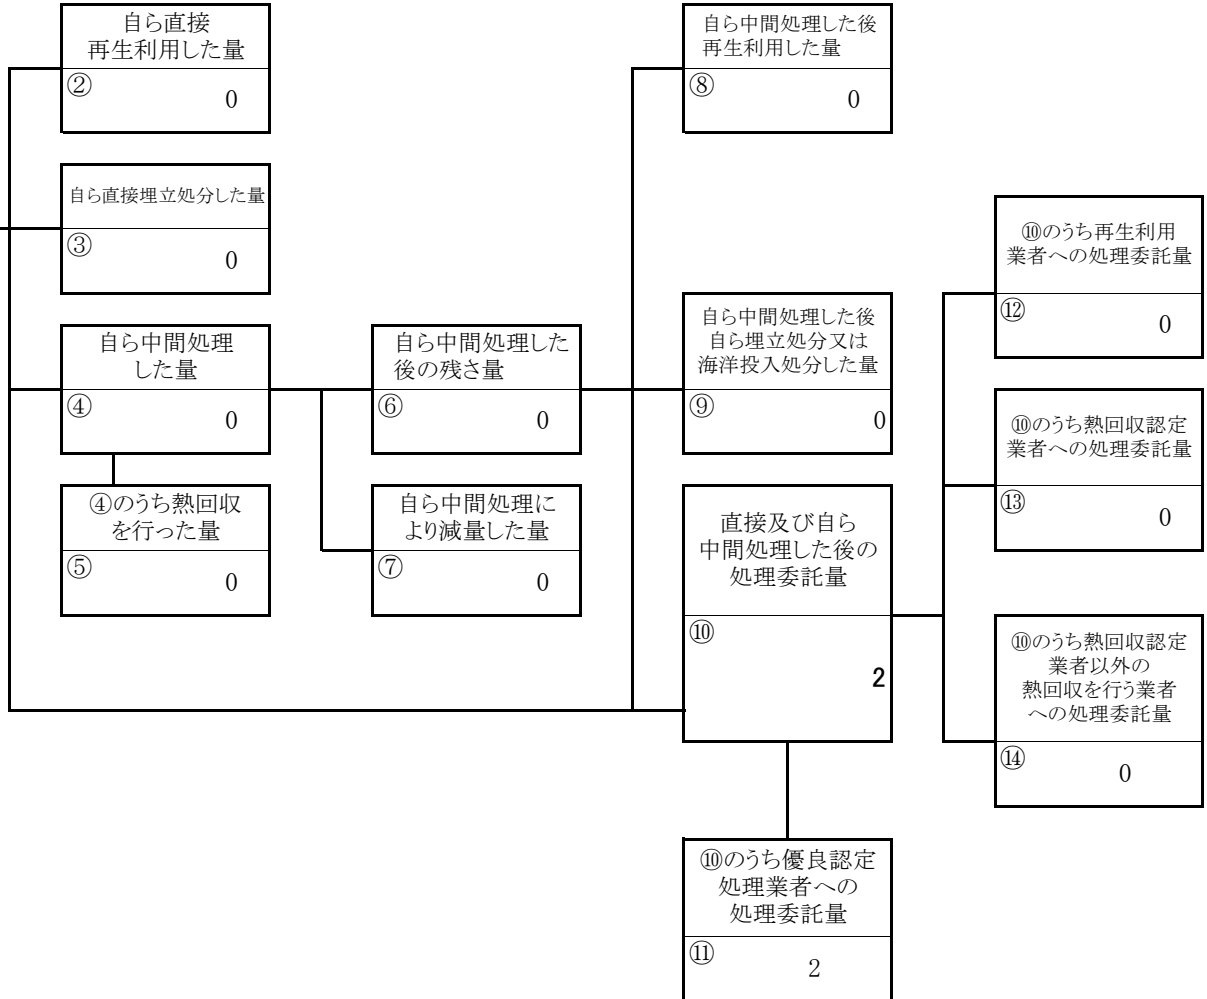 自ら直接
再生利用した量
②
0
自ら直接埋立処分した量
③
0
自ら中間処理
した量
④
0
④のうち熱回収
を行った量
⑤
0
自ら中間処理した
後の残さ量
⑥
0
自ら中間処理に
より減量した量
⑦
0
自ら中間処理した後
再生利用した量
⑧
0
自ら中間処理した後
自ら埋立処分又は
海洋投入処分した量
⑨
0
直接及び自ら
中間処理した後の
処理委託量
⑩
2
⑩のうち優良認定
処理業者への
処理委託量
⑪
2
⑩のうち再生利用
業者への処理委託量
⑫
0
⑩のうち熱回収認定
業者への処理委託量
⑬
0
⑩のうち熱回収認定
業者以外の
熱回収を行う業者
への処理委託量
⑭
0